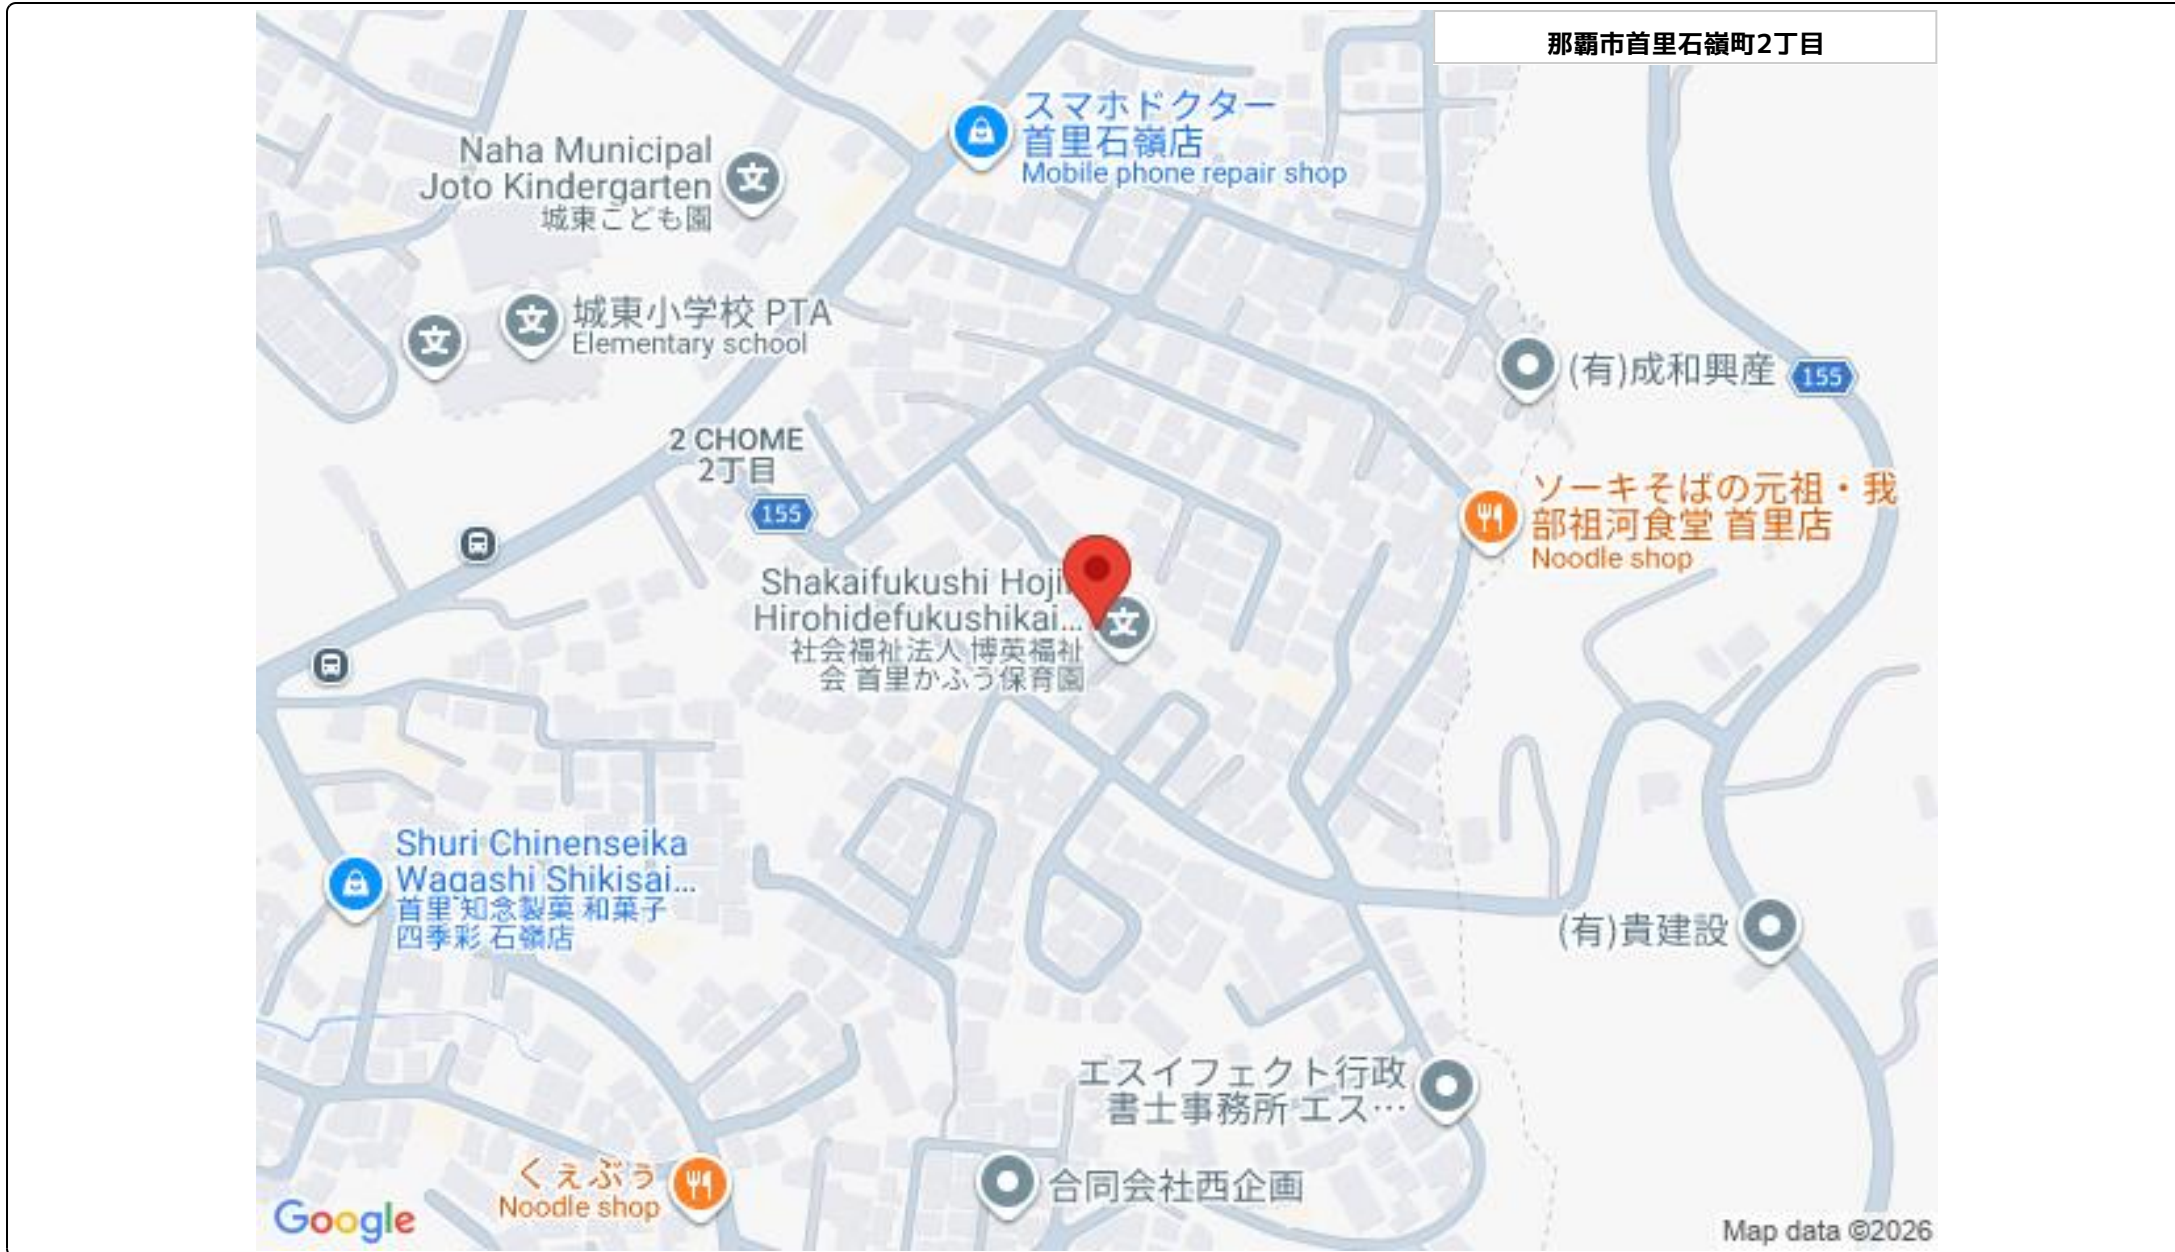 那覇市首里石嶺町2丁目
スマホドクター
首里石嶺店
Mobile phone repair shop
Naha Municipal
Joto Kindergarten
城東こども園
城東小学校 PTA
Elementary school
(有)成和興産
155
2 CHOME
2丁目
155
ソーキそばの元祖・我
部祖河食堂 首里店
Noodle shop
Shakaifukushi Hoji
Hirohidefukushikai...
社会福祉法人 博英福祉
会 首里かふう保育園
Shuri Chinenseika
Wagashi Shikisai...
首里 知念製菓 和菓子
四季彩 石嶺店
(有)貴建設
エスイフェクト行政
書士事務所 エス…
くぇぶぅ
Noodle shop
合同会社西企画
Google
Map data ©2026